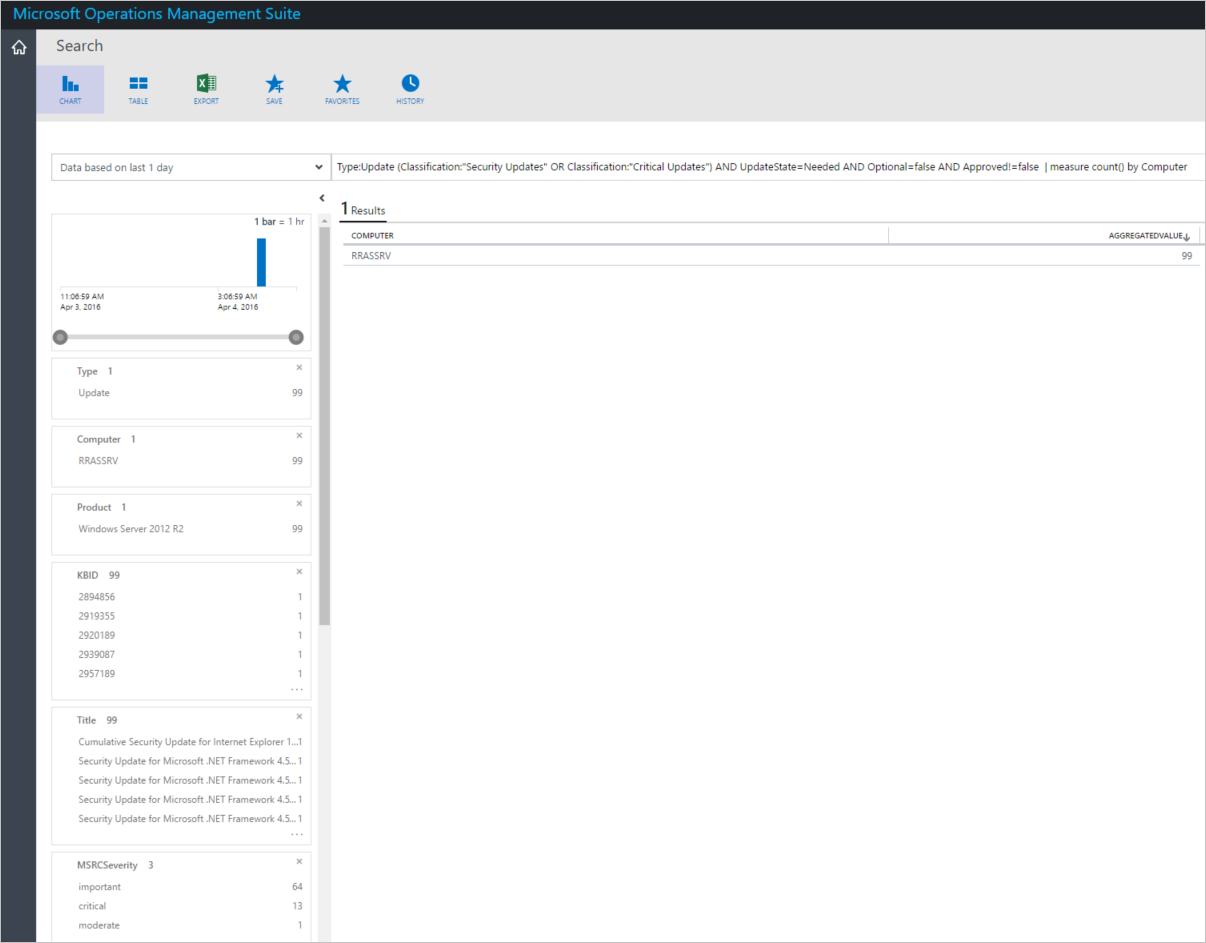 Microsoft Operations Management Suite
Search
CHART
TABLE
EXPORT
SAVE
FAVORITES
HISTORY
Data based on last 1 day
Type:Update (Classification:"Security Updates" OR Classification:"Critical Updates") AND UpdateState=Needed AND Optional=false AND Approved!=false | measure count() by Computer
1 bar = 1 hr
11:06:59 AM
Apr 3, 2016
3:06:59 AM
Apr 4, 2016
1 Results
COMPUTER AGGREGATEDVALUE
RRASSRV 99
Type 1
Update 99
Computer 1
RRASSRV 99
Product 1
Windows Server 2012 R2 99
KBID 99
2894856 1
2919355 1
2920189 1
2939087 1
2957189 1
...
Title 99
Cumulative Security Update for Internet Explorer 1...1
Security Update for Microsoft .NET Framework 4.5... 1
Security Update for Microsoft .NET Framework 4.5... 1
Security Update for Microsoft .NET Framework 4.5... 1
Security Update for Microsoft .NET Framework 4.5... 1
...
MSRCSeverity 3
important 64
critical 13
moderate 1